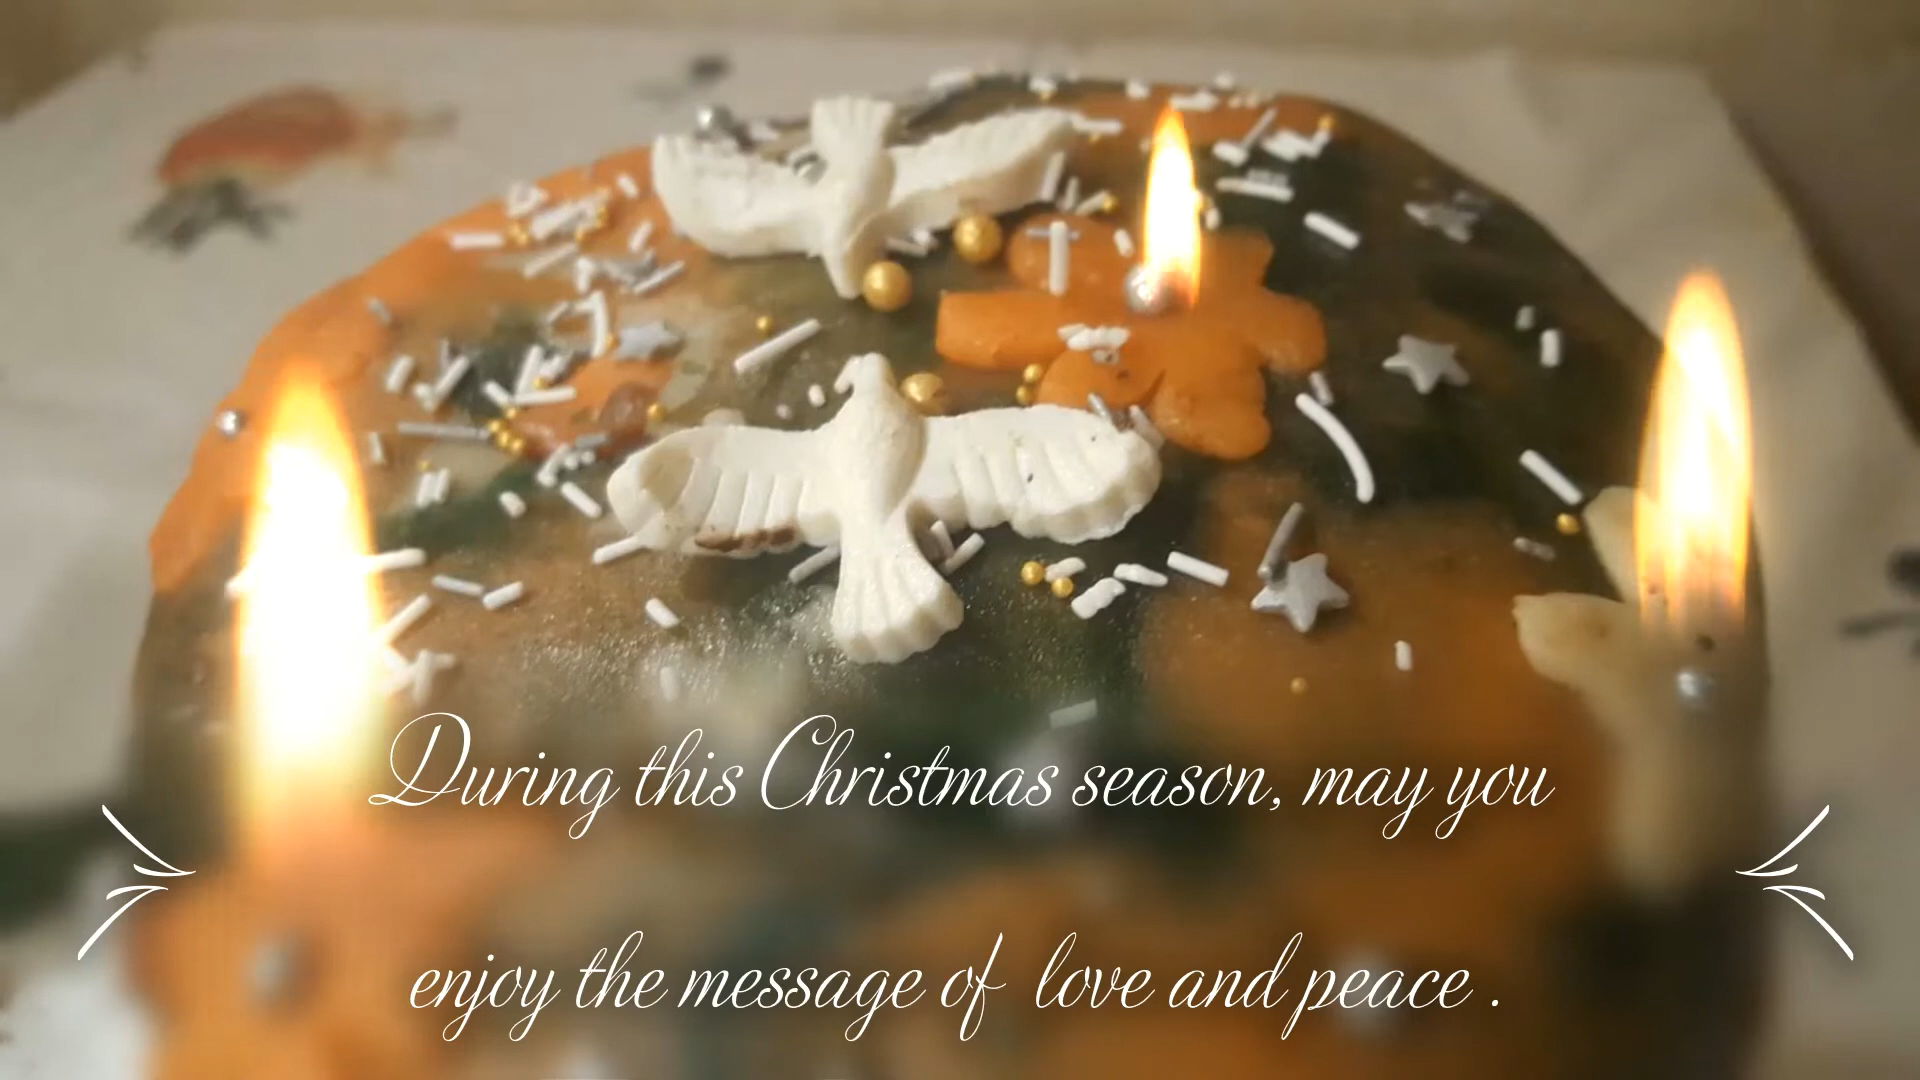 During this Christmas season, may you
enjoy the message of love and peace .